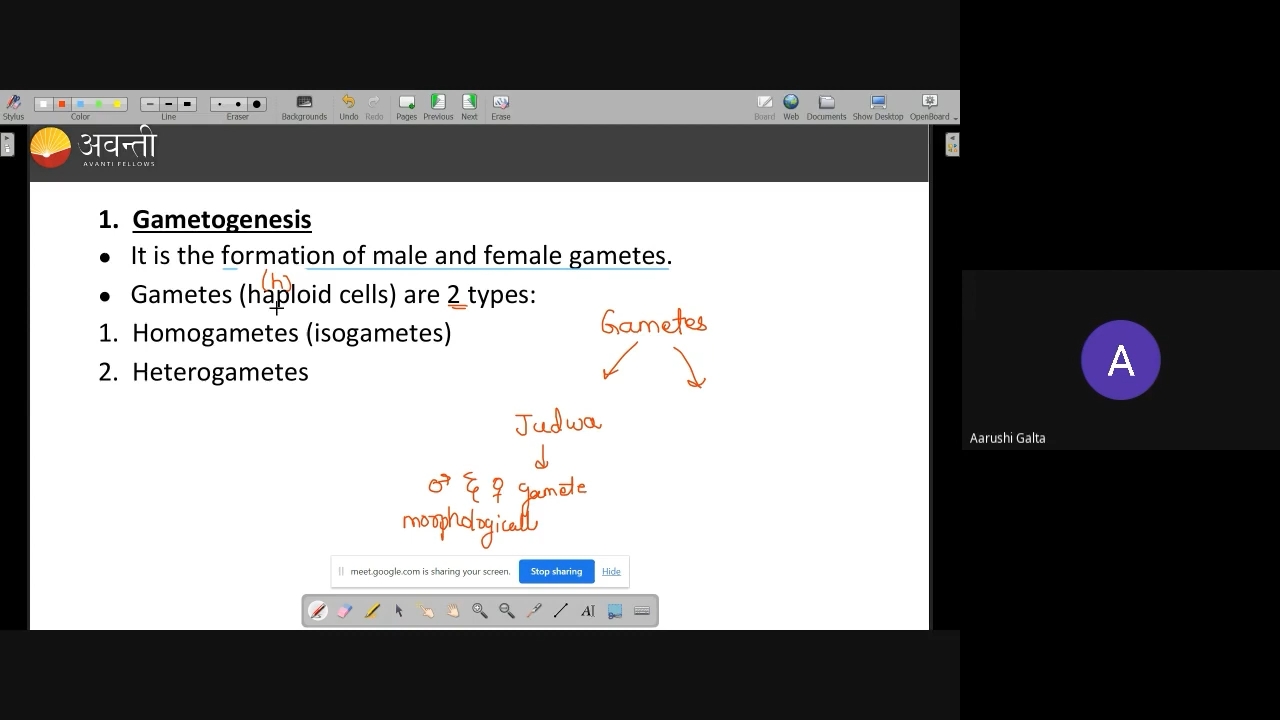 Stylus
Color
Line
Eraser
Backgrounds
Undo
Redo
Pages
Previous
Next
Erase
Board
Web
Documents
Show Desktop
OpenBoard
अवन्ती
AVANTI FELLOWS
1. Gametogenesis
• It is the formation of male and female gametes.
(n)
• Gametes (haploid cells) are 2 types:
1. Homogametes (isogametes)
2. Heterogametes
Gametes
Judwa
♂ & ♀ gamete
morphologicall
meet.google.com is sharing your screen. Stop sharing Hide
AI
A
Aarushi Galta